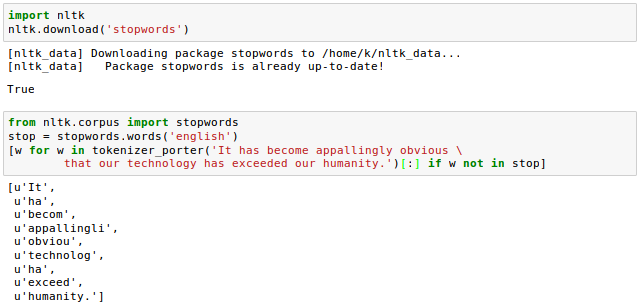 import nltk
nltk.download('stopwords')
[nltk_data] Downloading package stopwords to /home/k/nltk_data...
[nltk_data]   Package stopwords is already up-to-date!
True
from nltk.corpus import stopwords
stop = stopwords.words('english')
[w for w in tokenizer_porter('It has become appallingly obvious \
        that our technology has exceeded our humanity.')[:] if w not in stop]
[u'It',
 u'ha',
 u'becom',
 u'appallingli',
 u'obviou',
 u'technolog',
 u'ha',
 u'exceed',
 u'humanity.']